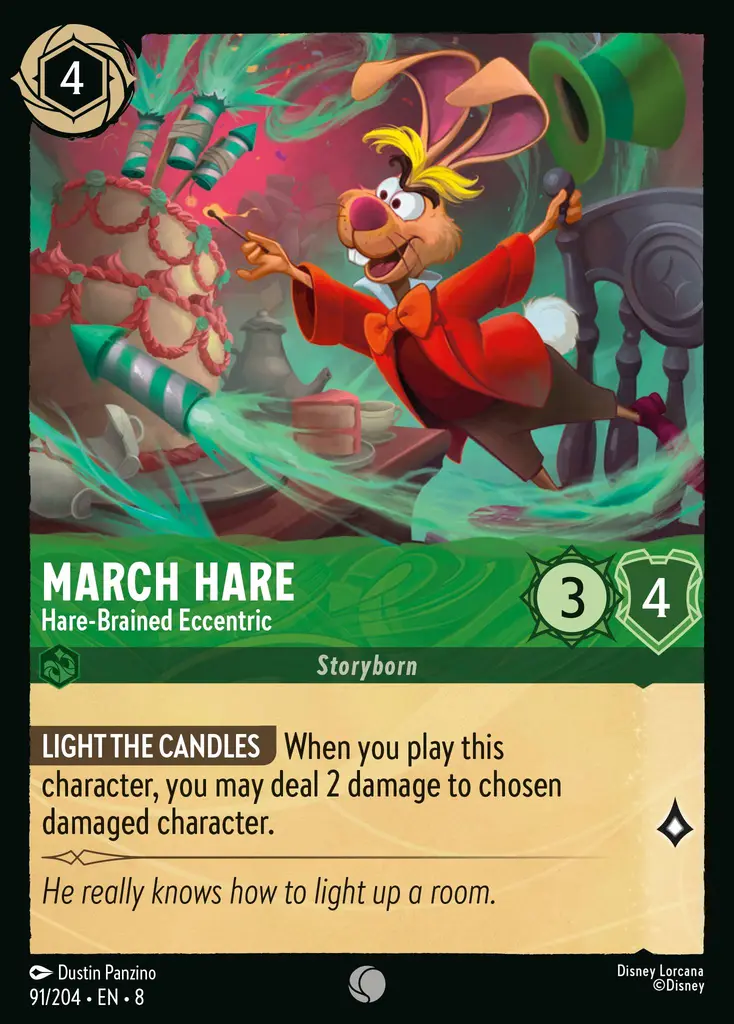 4
MARCH HARE
Hare-Brained Eccentric
3
4
Storyborn
LIGHT THE CANDLES When you play this
character, you may deal 2 damage to chosen
damaged character.
He really knows how to light up a room.
Dustin Panzino
91/204 • EN • 8
Disney Lorcana
©Disney